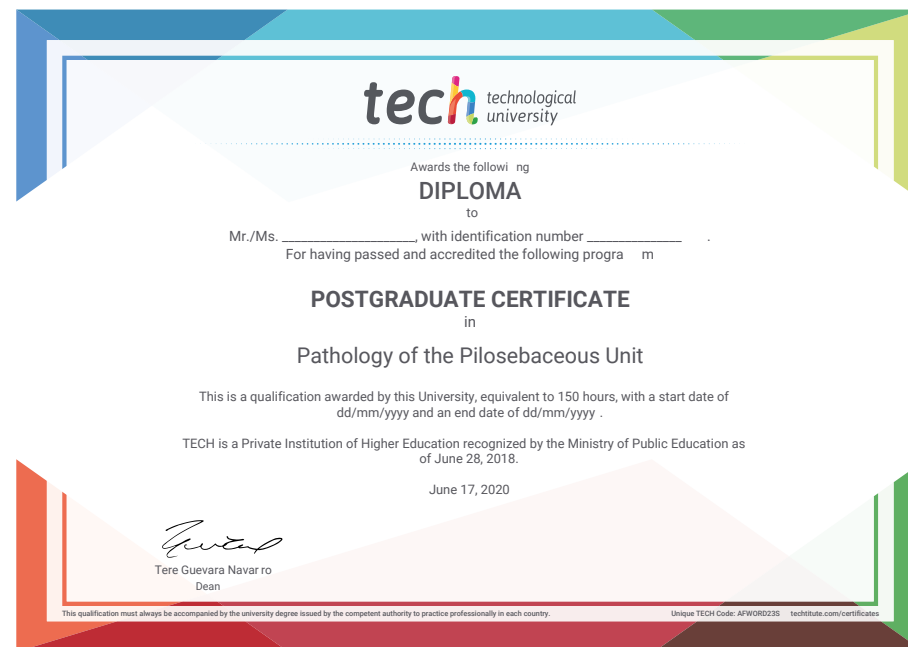 tech technological
university
Awards the followi ng
DIPLOMA
to
Mr./Ms. ____________________, with identification number ______________ .
For having passed and accredited the following progra m
POSTGRADUATE CERTIFICATE
in
Pathology of the Pilosebaceous Unit
This is a qualification awarded by this University, equivalent to 150 hours, with a start date of
dd/mm/yyyy and an end date of dd/mm/yyyy .
TECH is a Private Institution of Higher Education recognized by the Ministry of Public Education as
of June 28, 2018.
June 17, 2020
Tere Guevara Navar ro
Dean
This qualification must always be accompanied by the university degree issued by the competent authority to practice professionally in each country. Unique TECH Code: AFWORD23S techtitute.com/certificates